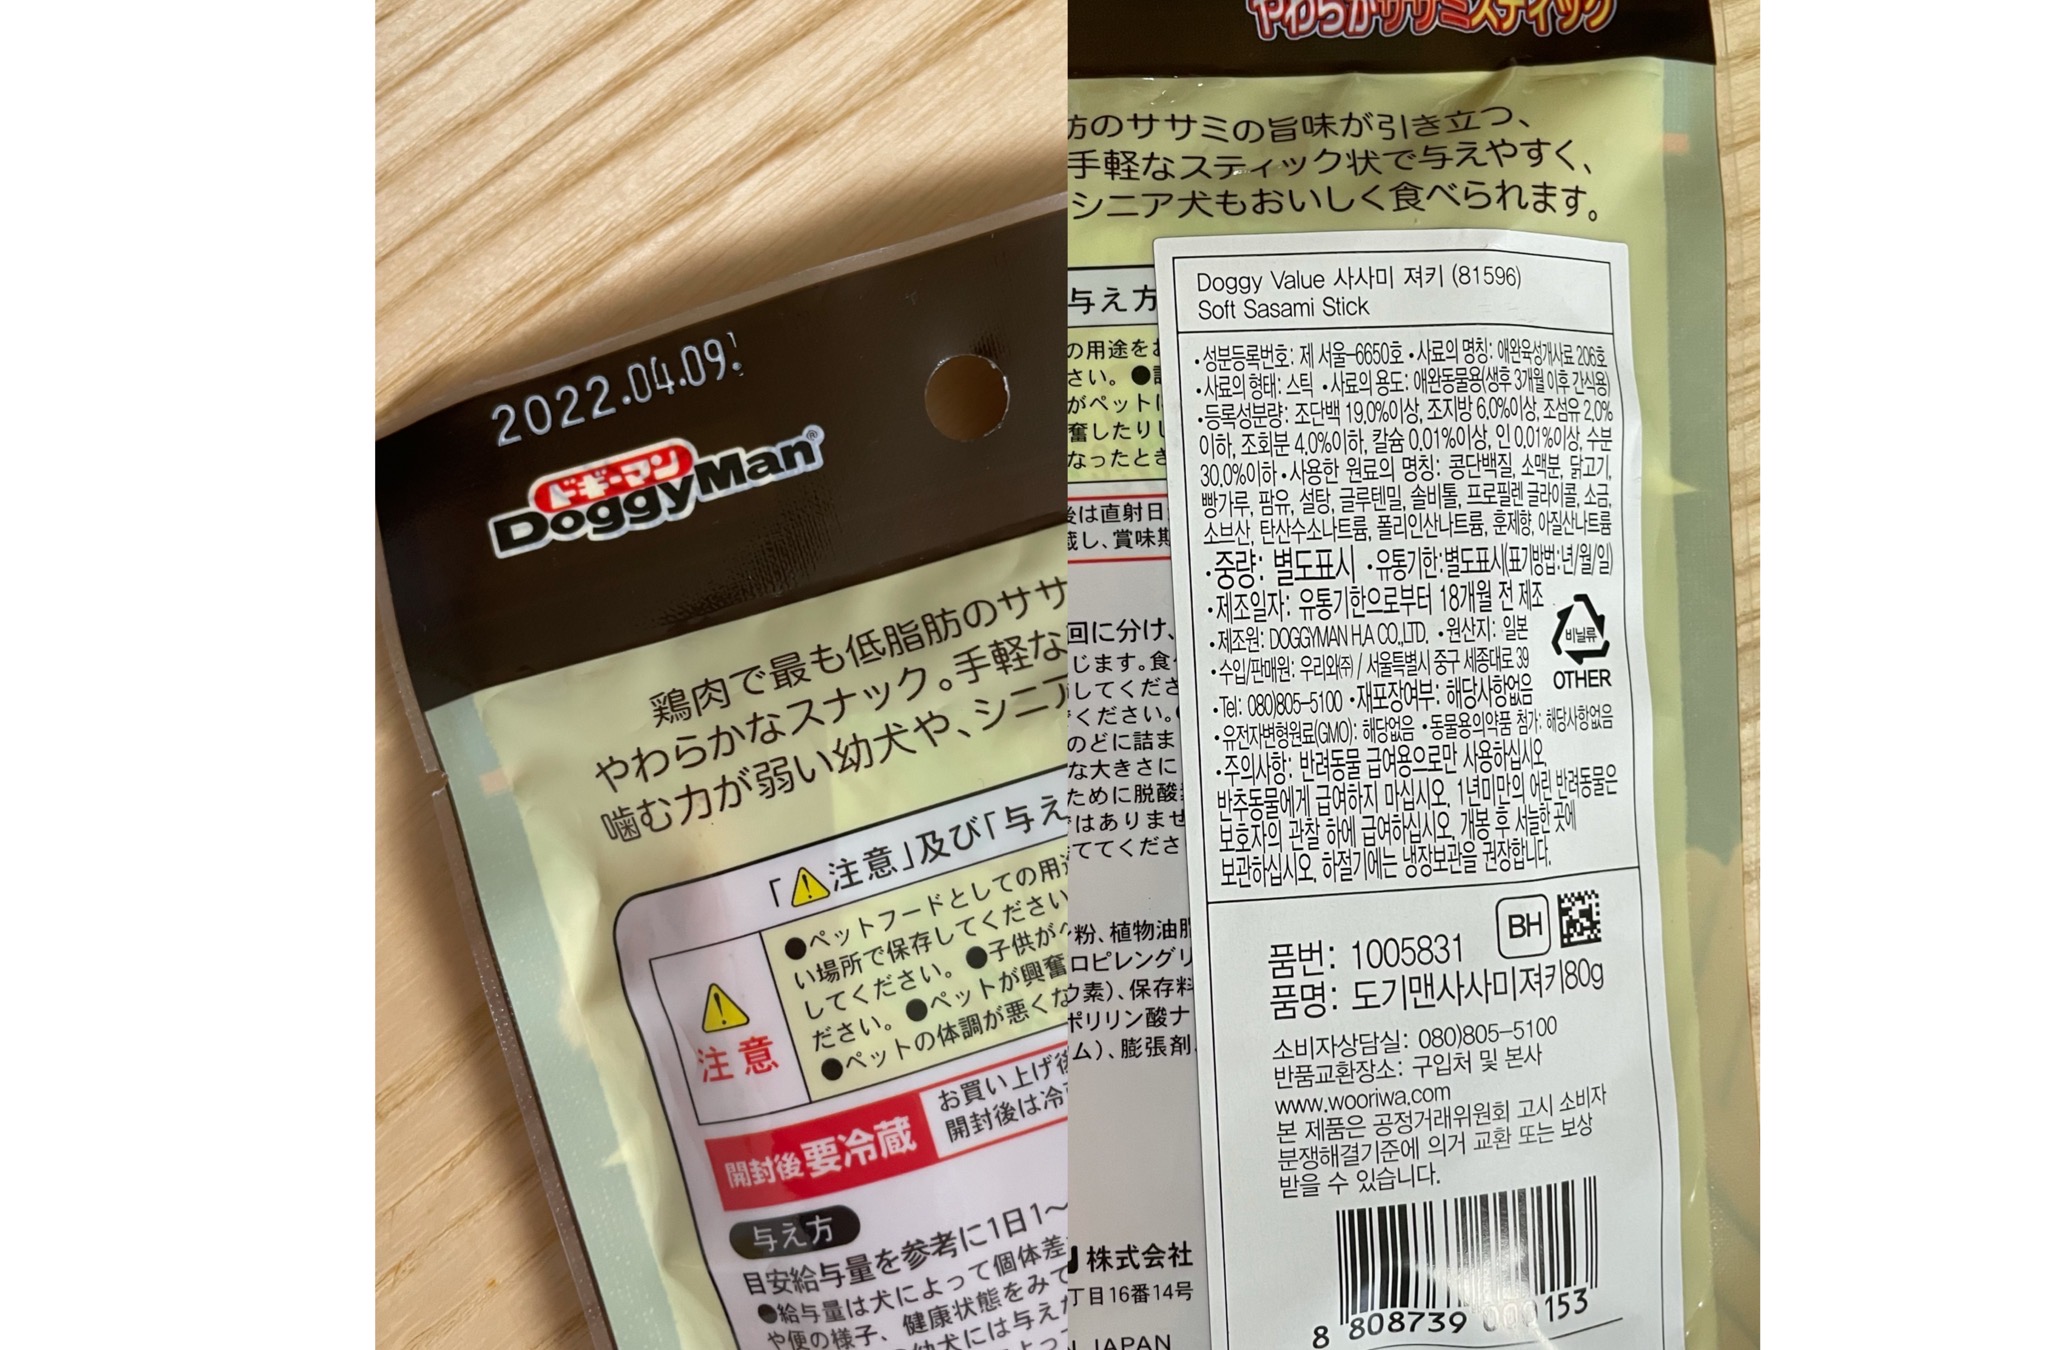 2022.04.09.
ドギーマン
DoggyMan®
鶏肉で最も低脂肪のササ
やわらかなスナック。手軽な
噛む力が弱い幼犬や、シニア
「注意」及び「与え
注意
●ペットフードとしての用途
い場所で保存してください
してください。●子供が
ださい。●ペットが興奮
●ペットの体調が悪くな
開封後要冷蔵
お買い上げ後
開封後は冷
与え方
目安給与量を参考に1日1〜
●給与量は犬によって個体差
や便の様子、健康状態をみて
幼犬には与え
やわらかササミスティック
肪のササミの旨味が引き立つ、
手軽なスティック状で与えやすく、
シニア犬もおいしく食べられます。
与え方
の用途を
さい。●
がペットに
奮したりし
なったとき
後は直射日
蔵し、賞味期
回に分け、
じます。食
してくださ
ください。
のどに詰ま
な大きさに
ために脱酸
ではありませ
ててくださ
粉、植物油脂
ロピレングリ
ウ素)、保存料
ポリリン酸ナ
ム)、膨張剤
株式会社
丁目16番14号
N JAPAN
Doggy Value 사사미 져키 (81596)
Soft Sasami Stick
•성분등록번호: 제 서울-6650호 •사료의 명칭: 애완육성개사료 206호
•사료의 형태: 스틱 •사료의 용도: 애완동물용(생후 3개월 이후 간식용)
•등록성분량: 조단백 19.0%이상, 조지방 6.0%이상, 조섬유 2.0%
이하, 조회분 4.0%이하, 칼슘 0.01%이상, 인 0.01%이상, 수분
30.0%이하 •사용한 원료의 명칭: 콩단백질, 소맥분, 닭고기,
빵가루, 팜유, 설탕, 글루텐밀, 솔비톨, 프로필렌 글라이콜, 소금,
소브산, 탄산수소나트륨, 폴리인산나트륨, 훈제향, 아질산나트륨
•중량: 별도표시 •유통기한:별도표시(표기방법:년/월/일)
•제조일자: 유통기한으로부터 18개월 전 제조
•제조원: DOGGYMAN H.A CO.,LTD. •원산지: 일본
•수입/판매원: 우리와㈜ / 서울특별시 중구 세종대로 39
•Tel: 080)805-5100 •재포장여부: 해당사항없음
•유전자변형원료(GMO): 해당없음 •동물용의약품 첨가: 해당사항없음
•주의사항: 반려동물 급여용으로만 사용하십시오.
반추동물에게 급여하지 마십시오. 1년미만의 어린 반려동물은
보호자의 관찰 하에 급여하십시오. 개봉 후 서늘한 곳에
보관하십시오. 하절기에는 냉장보관을 권장합니다.
비닐류
OTHER
BH
품번: 1005831
품명: 도기맨사사미져키80g
소비자상담실: 080)805-5100
반품교환장소: 구입처 및 본사
www.wooriwa.com
본 제품은 공정거래위원회 고시 소비자
분쟁해결기준에 의거 교환 또는 보상
받을 수 있습니다.
8 808739 000153